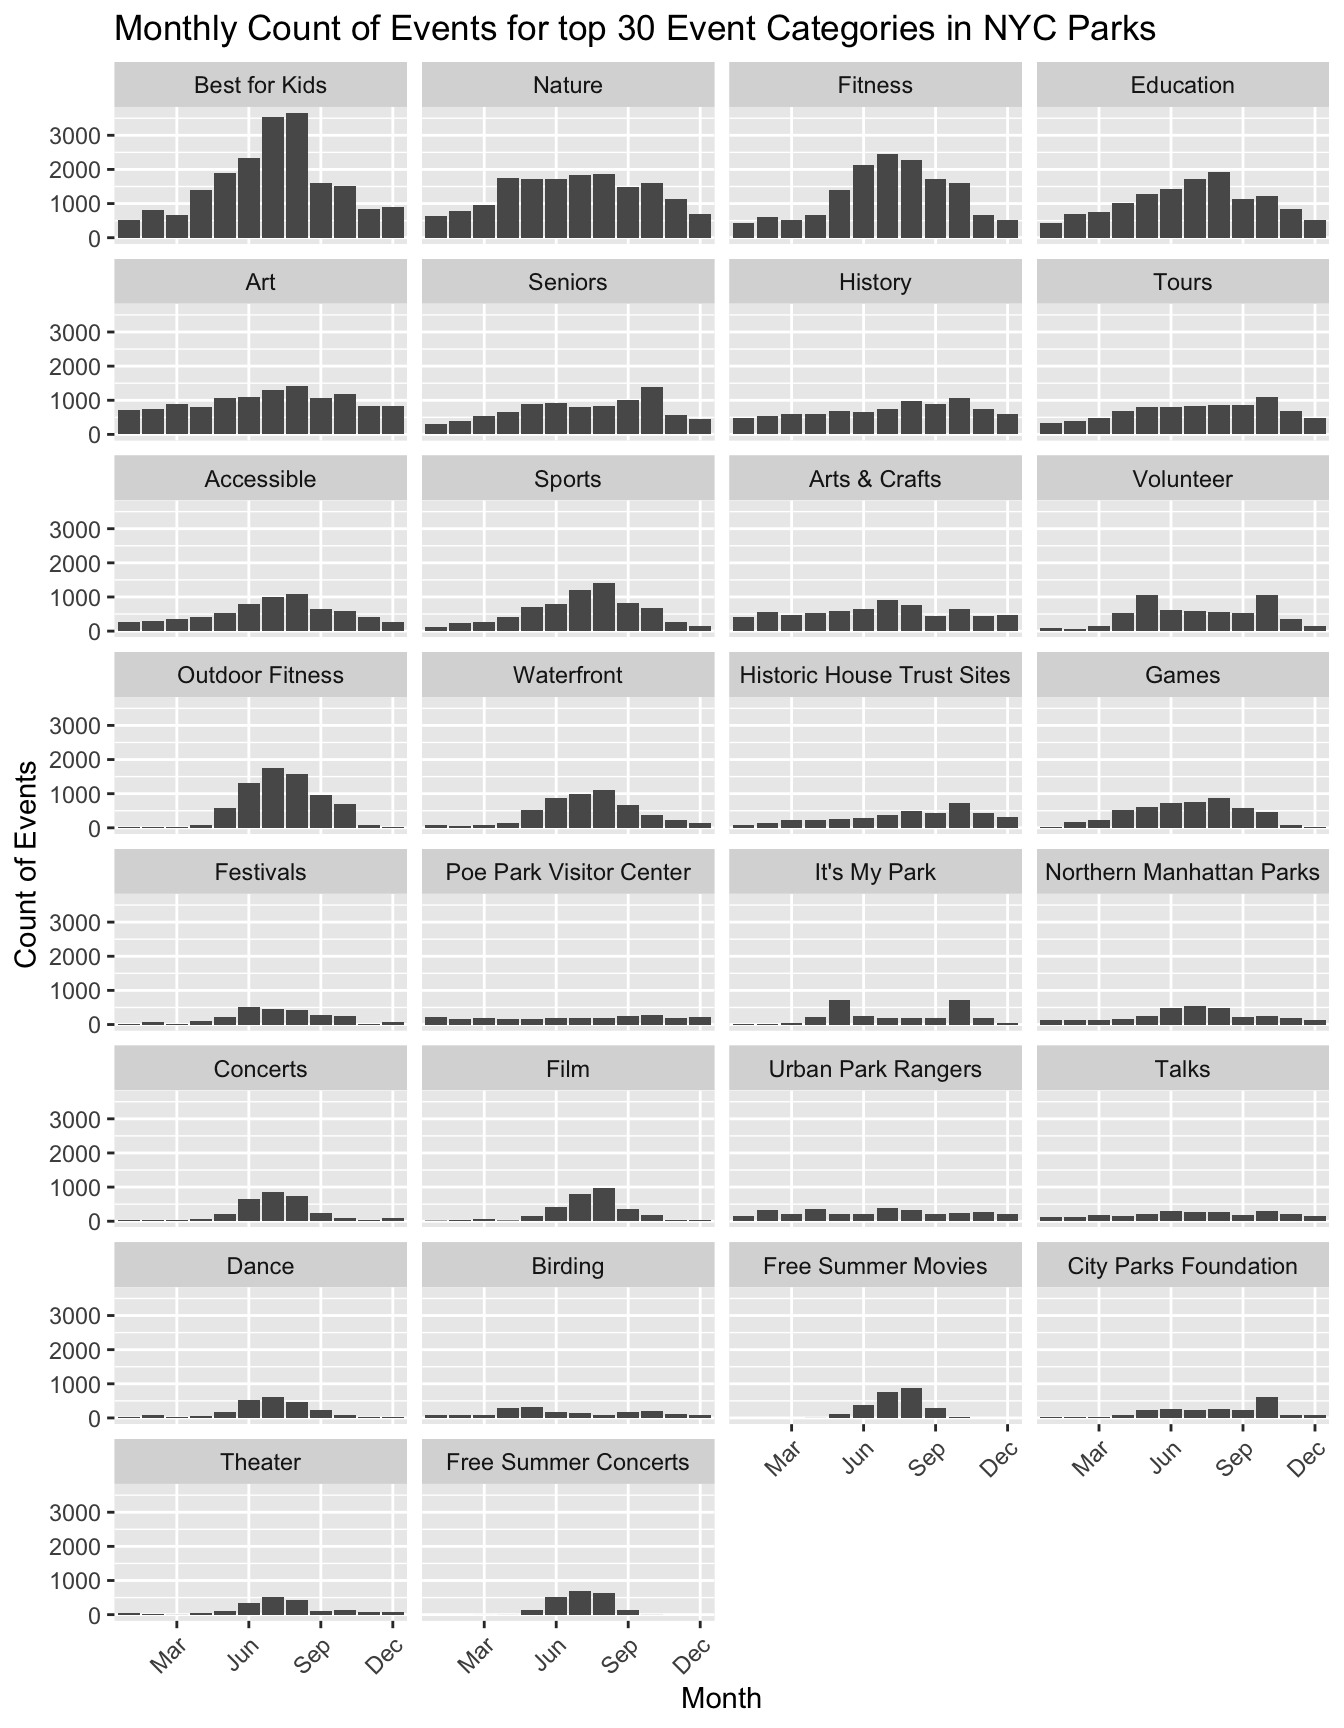 Monthly Count of Events for top 30 Event Categories in NYC Parks
Best for Kids
Nature
Fitness
Education
3000
2000
1000
0
Art
Seniors
History
Tours
3000
2000
1000
0
Accessible
Sports
Arts & Crafts
Volunteer
3000
2000
1000
0
Outdoor Fitness
Waterfront
Historic House Trust Sites
Games
3000
2000
1000
0
Count of Events
Festivals
Poe Park Visitor Center
It's My Park
Northern Manhattan Parks
3000
2000
1000
0
Concerts
Film
Urban Park Rangers
Talks
3000
2000
1000
0
Dance
Birding
Free Summer Movies
City Parks Foundation
3000
2000
1000
0
Mar
Jun
Sep
Dec
Mar
Jun
Sep
Dec
Theater
Free Summer Concerts
3000
2000
1000
0
Mar
Jun
Sep
Dec
Mar
Jun
Sep
Dec
Month